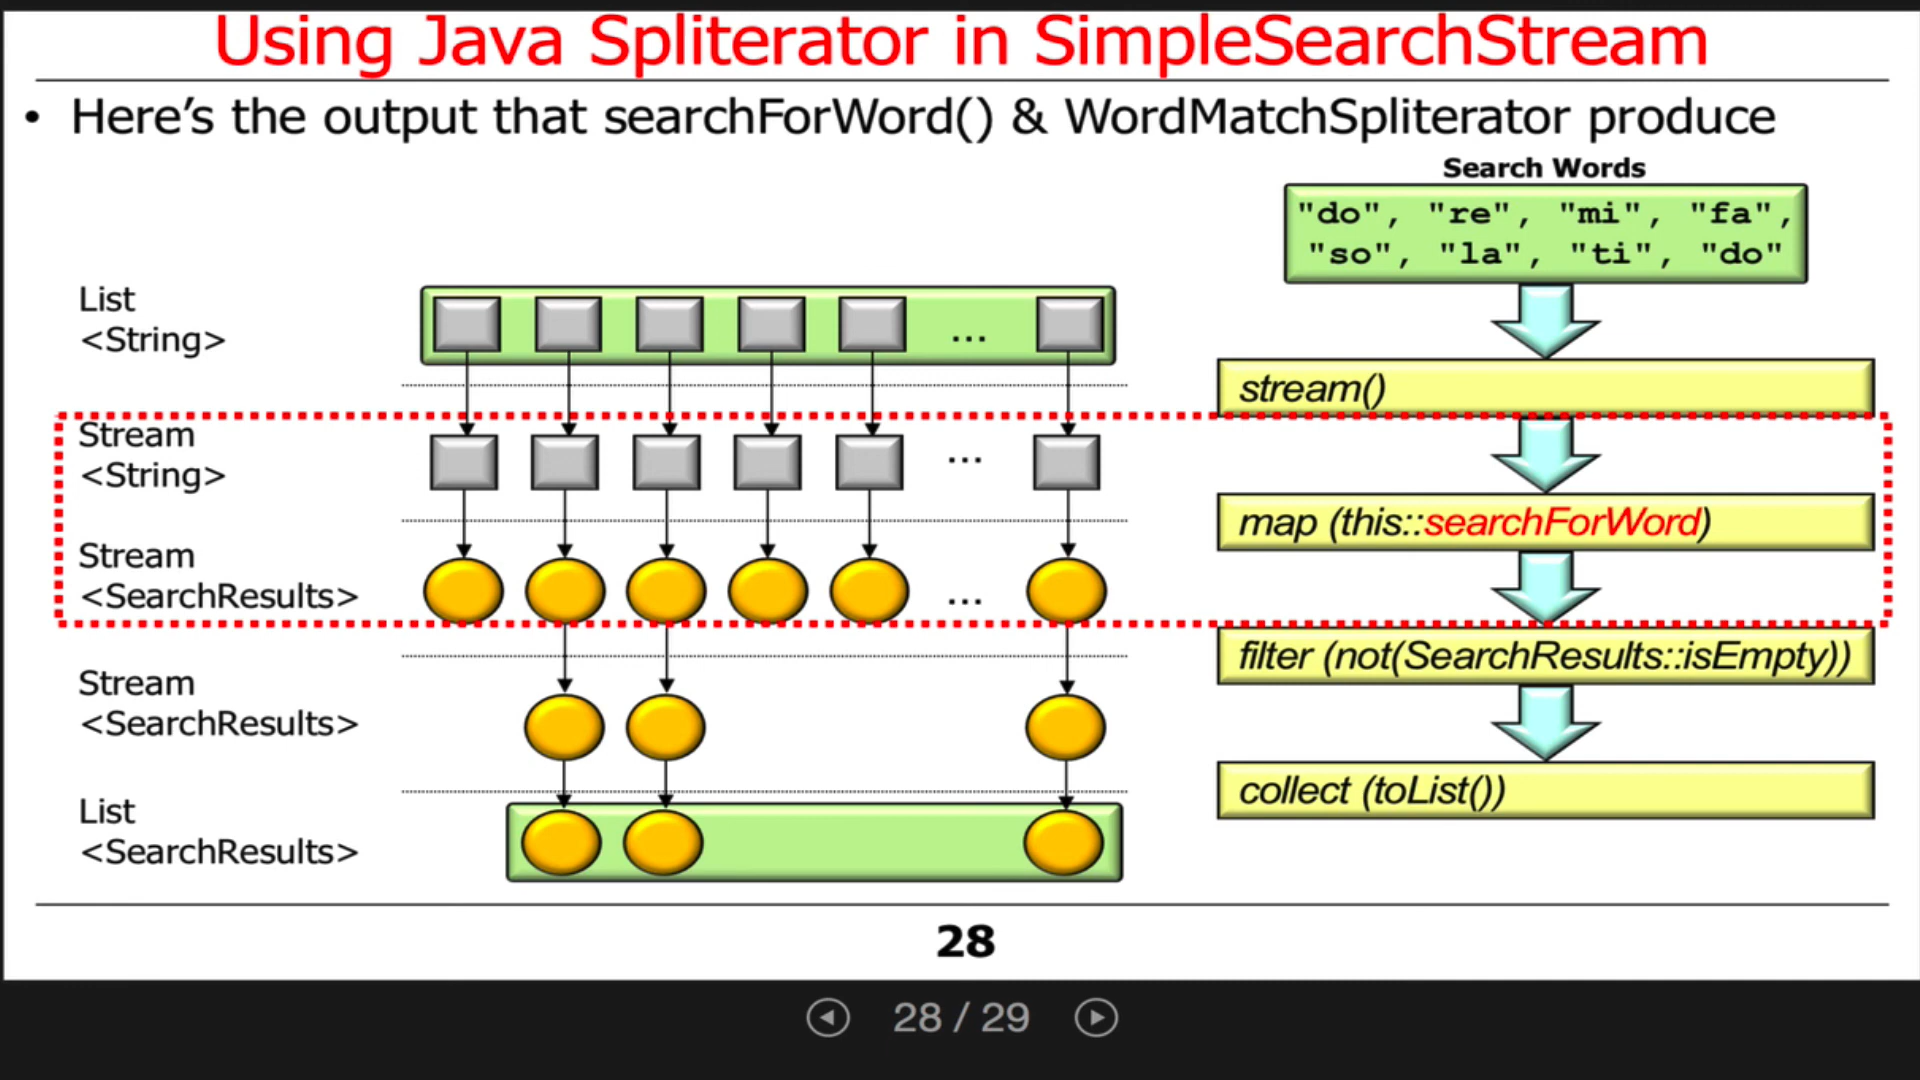 Using Java Spliterator in SimpleSearchStream
• Here's the output that searchForWord() & WordMatchSpliterator produce
Search Words
"do", "re", "mi", "fa",
"so", "la", "ti", "do"
List
<String>
...
stream()
Stream
<String>
...
map (this::searchForWord)
Stream
<SearchResults>
...
filter (not(SearchResults::isEmpty))
Stream
<SearchResults>
collect (toList())
List
<SearchResults>
28
28 / 29